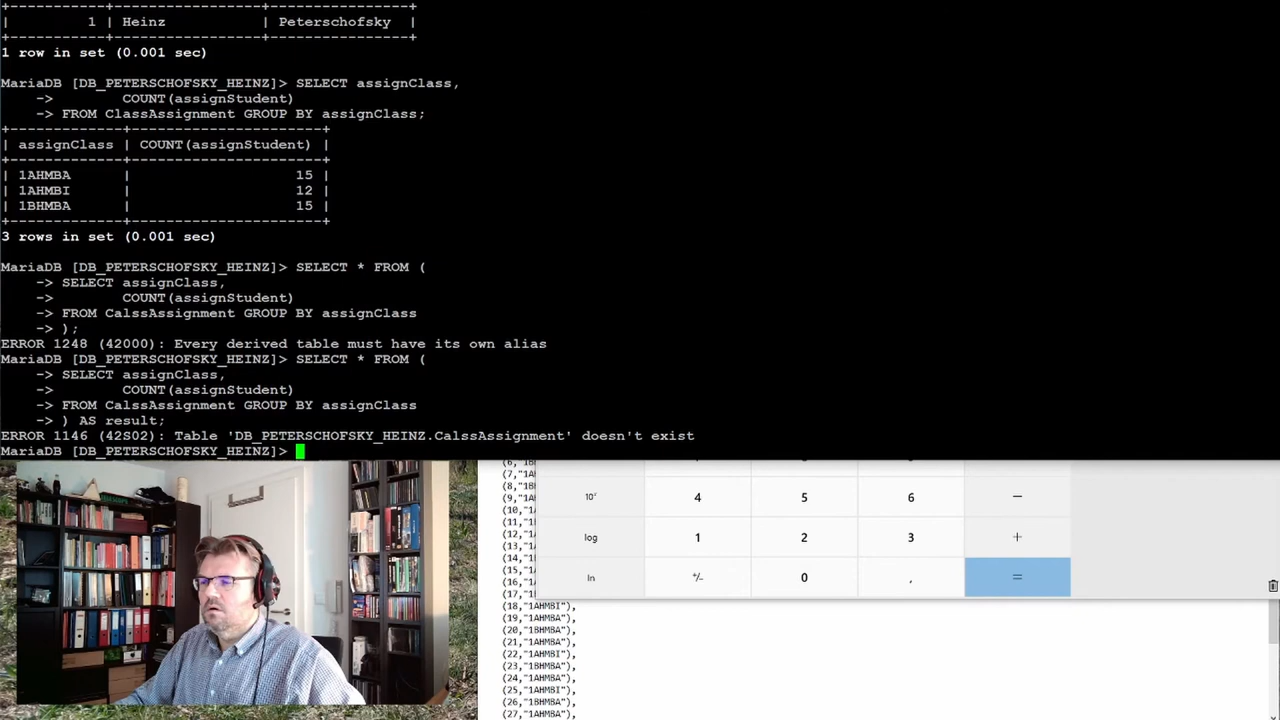 +-----------+-----------------+-----------------+
|         1 | Heinz           | Peterschofsky   |
+-----------+-----------------+-----------------+
1 row in set (0.001 sec)
MariaDB [DB_PETERSCHOFSKY_HEINZ]> SELECT assignClass,
    ->        COUNT(assignStudent)
    -> FROM ClassAssignment GROUP BY assignClass;
+-------------+----------------------+
| assignClass | COUNT(assignStudent) |
+-------------+----------------------+
| 1AHMBA      |                   15 |
| 1AHMBI      |                   12 |
| 1BHMBA      |                   15 |
+-------------+----------------------+
3 rows in set (0.001 sec)
MariaDB [DB_PETERSCHOFSKY_HEINZ]> SELECT * FROM (
    -> SELECT assignClass,
    ->        COUNT(assignStudent)
    -> FROM CalssAssignment GROUP BY assignClass
    -> );
ERROR 1248 (42000): Every derived table must have its own alias
MariaDB [DB_PETERSCHOFSKY_HEINZ]> SELECT * FROM (
    -> SELECT assignClass,
    ->        COUNT(assignStudent)
    -> FROM CalssAssignment GROUP BY assignClass
    -> ) AS result;
ERROR 1146 (42S02): Table 'DB_PETERSCHOFSKY_HEINZ.CalssAssignment' doesn't exist
MariaDB [DB_PETERSCHOFSKY_HEINZ]>
4 5 6 −
log 1 2 3 +
ln +/− 0 , =
(18,"1AHMBI"),
(19,"1AHMBA"),
(20,"1BHMBA"),
(21,"1AHMBA"),
(22,"1AHMBI"),
(23,"1BHMBA"),
(24,"1AHMBA"),
(25,"1AHMBI"),
(26,"1BHMBA"),
(27,"1AHMBA"),